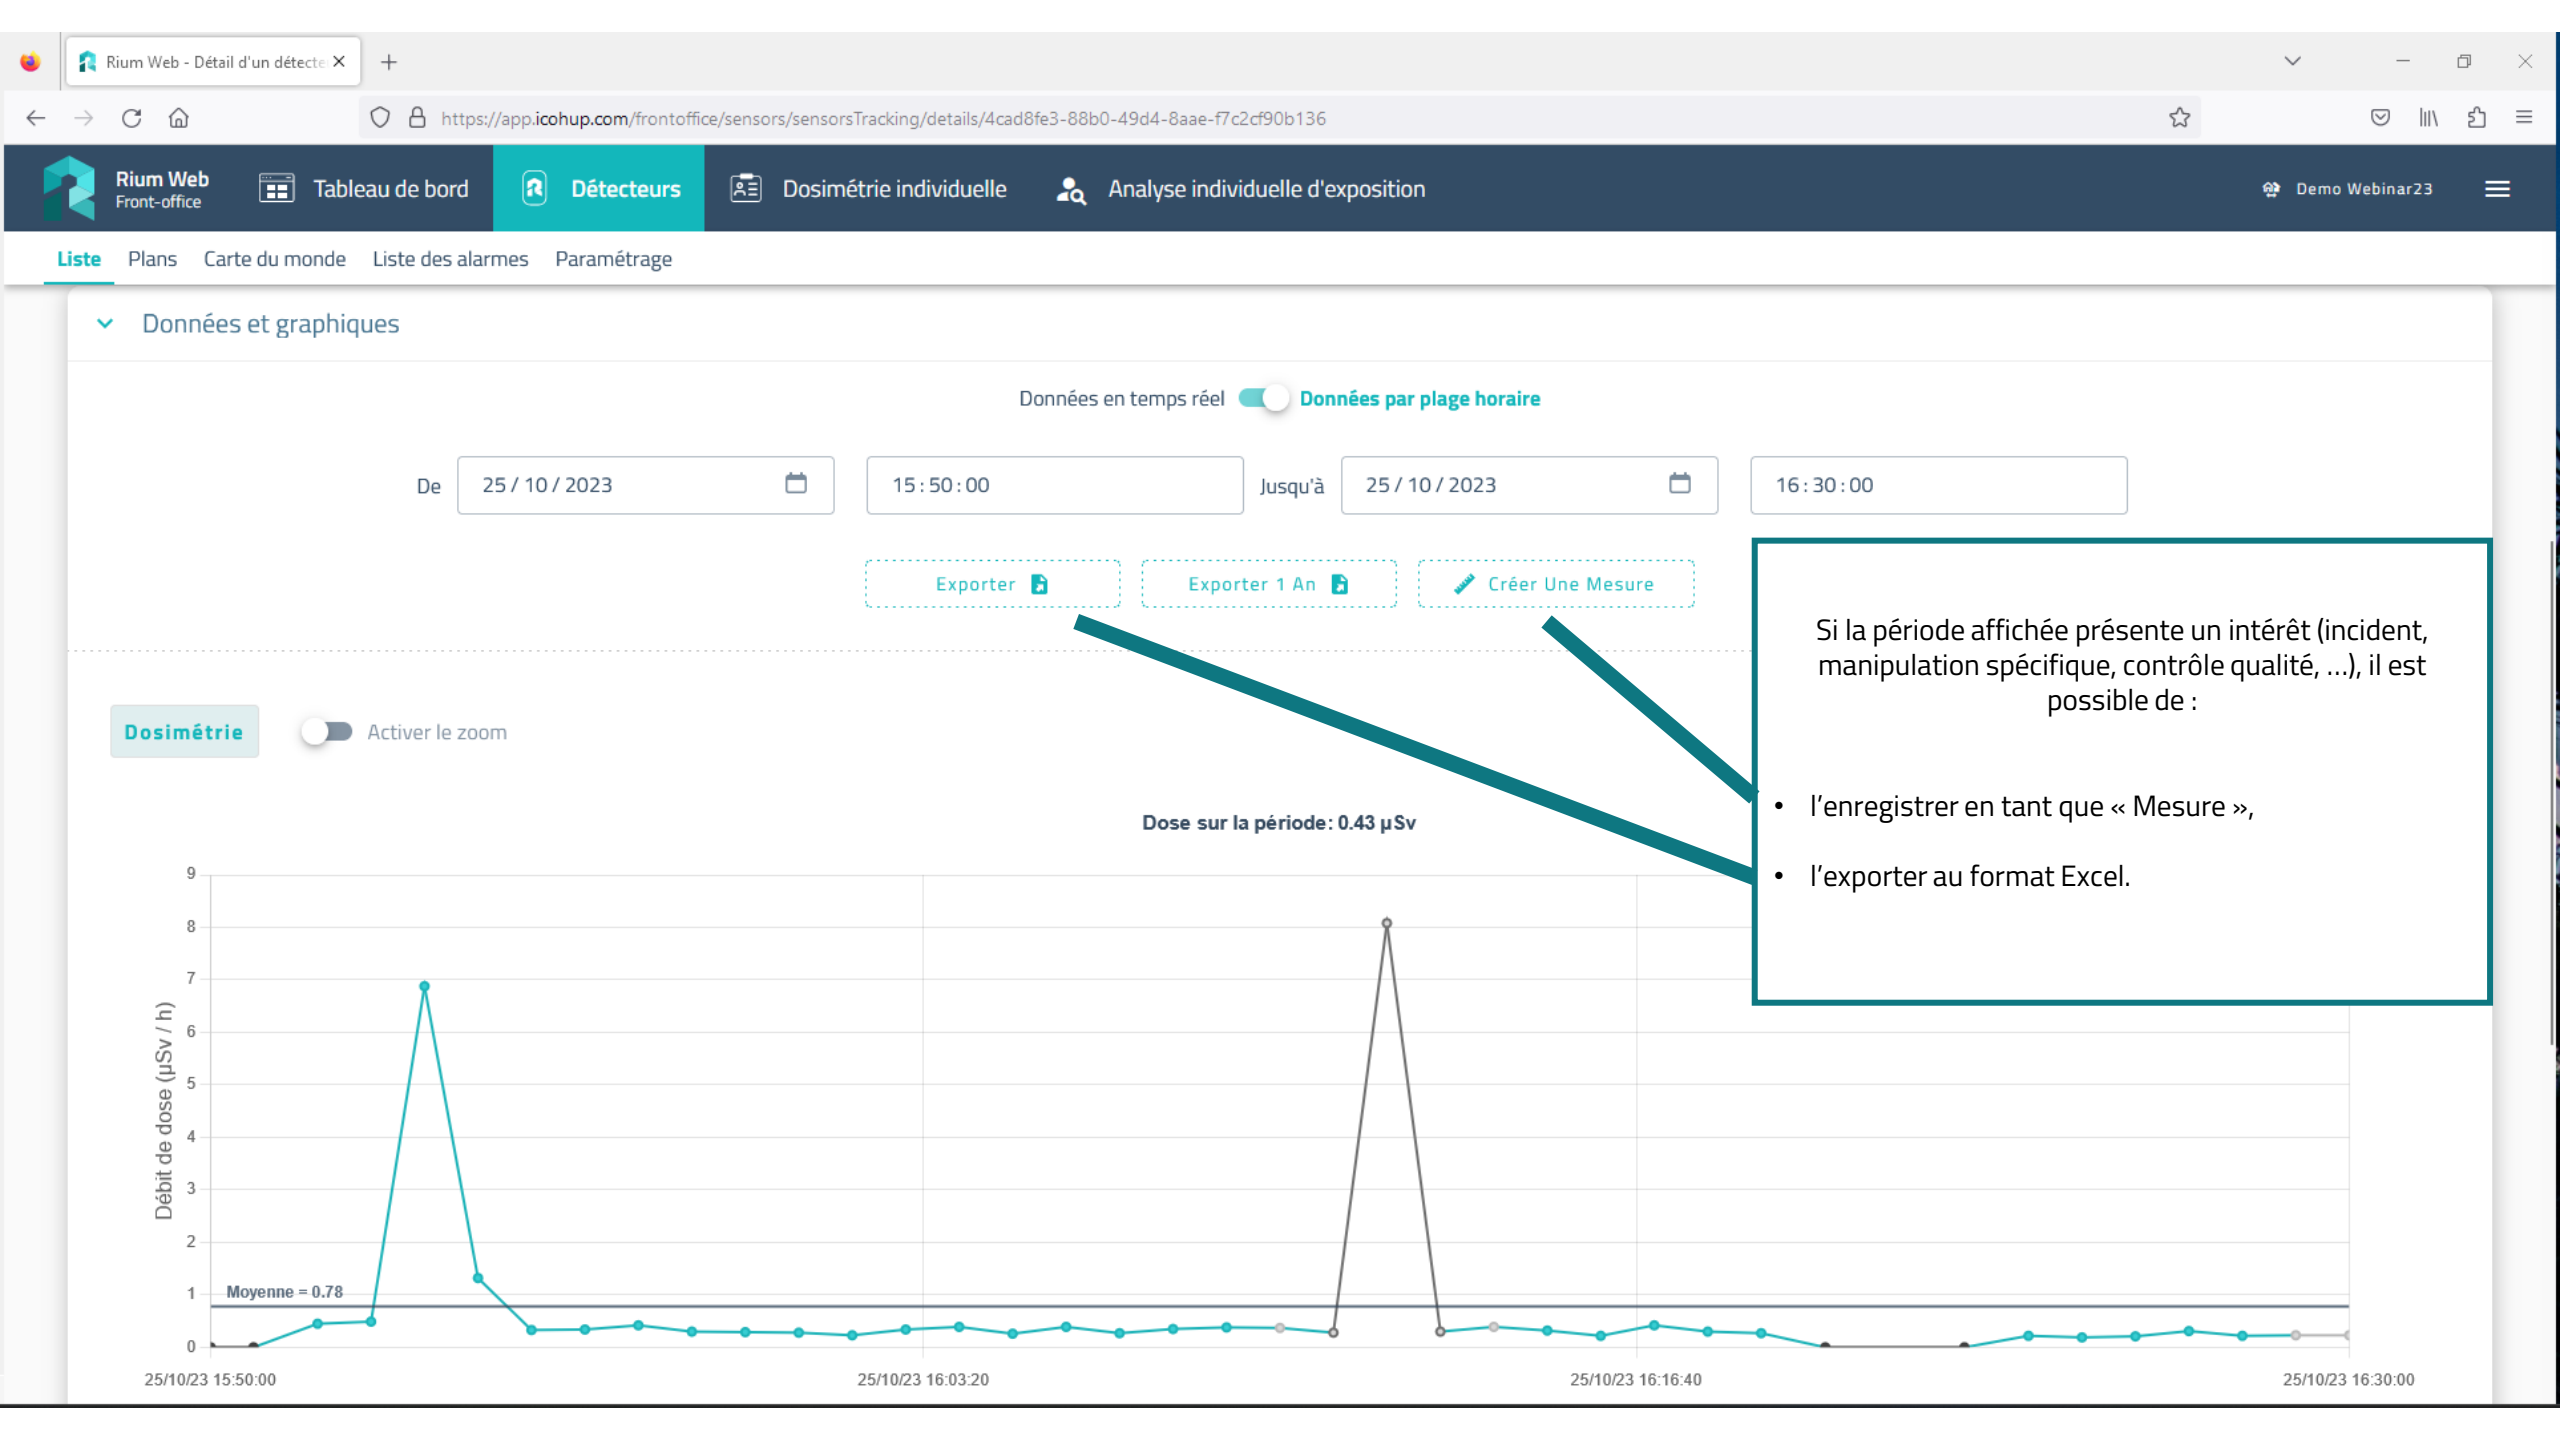 Rium Web - Détail d'un détecte
https://app.icohup.com/frontoffice/sensors/sensorsTracking/details/4cad8fe3-88b0-49d4-8aae-f7c2cf90b136
Rium Web
Front-office
Tableau de bord
Détecteurs
Dosimétrie individuelle
Analyse individuelle d'exposition
Demo Webinar23
Liste Plans Carte du monde Liste des alarmes Paramétrage
Données et graphiques
Données en temps réel Données par plage horaire
De 25 / 10 / 2023 15 : 50 : 00 Jusqu'à 25 / 10 / 2023 16 : 30 : 00
Exporter Exporter 1 An Créer Une Mesure
Si la période affichée présente un intérêt (incident,
manipulation spécifique, contrôle qualité, …), il est
possible de :
• l’enregistrer en tant que « Mesure »,
• l’exporter au format Excel.
Dosimétrie Activer le zoom
Dose sur la période: 0.43 µSv
Débit de dose (µSv / h)
9
8
7
6
5
4
3
2
1
0
Moyenne = 0.78
25/10/23 15:50:00 25/10/23 16:03:20 25/10/23 16:16:40 25/10/23 16:30:00